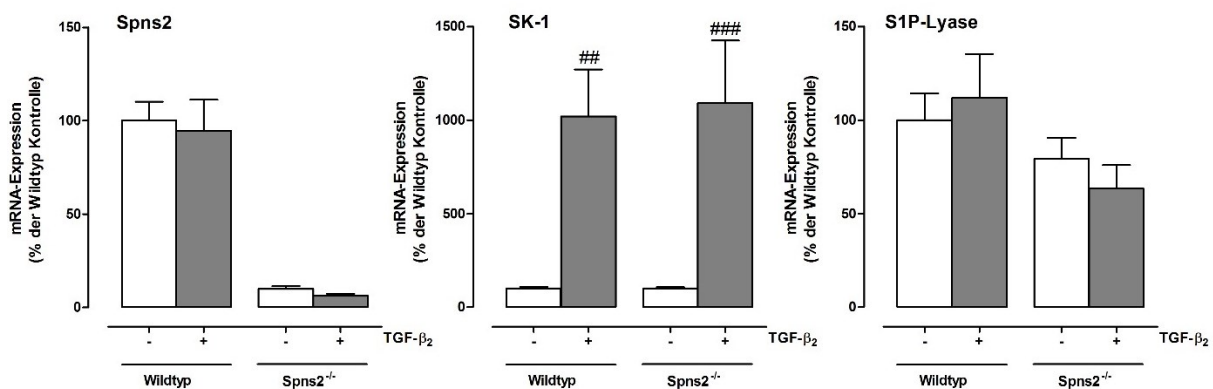 Spns2
mRNA-Expression
(% der Wildtyp Kontrolle)
150
100
50
0
- + - + TGF-β₂
Wildtyp Spns2⁻/⁻
SK-1
mRNA-Expression
(% der Wildtyp Kontrolle)
1500
1000
500
0
## ###
- + - + TGF-β₂
Wildtyp Spns2⁻/⁻
S1P-Lyase
mRNA-Expression
(% der Wildtyp Kontrolle)
150
100
50
0
- + - + TGF-β₂
Wildtyp Spns2⁻/⁻